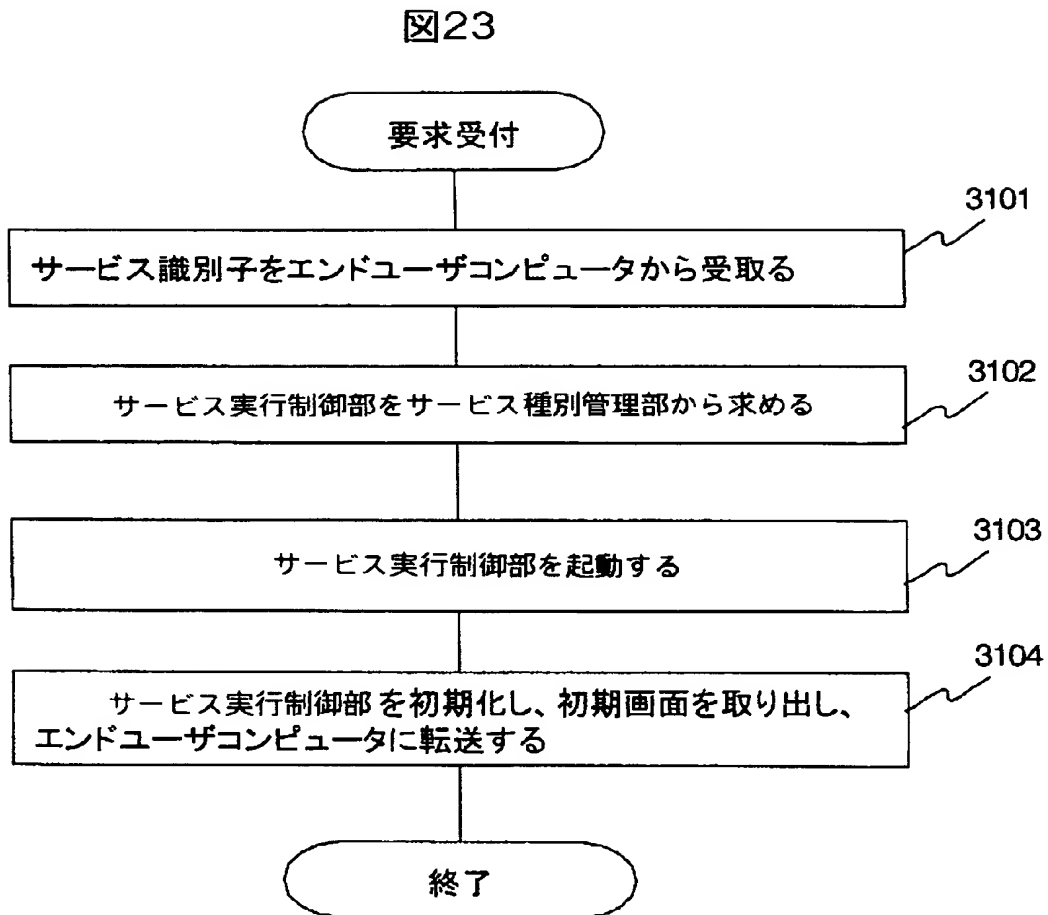 図23
要求受付
3101
サービス識別子をエンドユーザコンピュータから受取る
3102
サービス実行制御部をサービス種別管理部から求める
3103
サービス実行制御部を起動する
3104
サービス実行制御部を初期化し、初期画面を取り出し、
エンドユーザコンピュータに転送する
終了